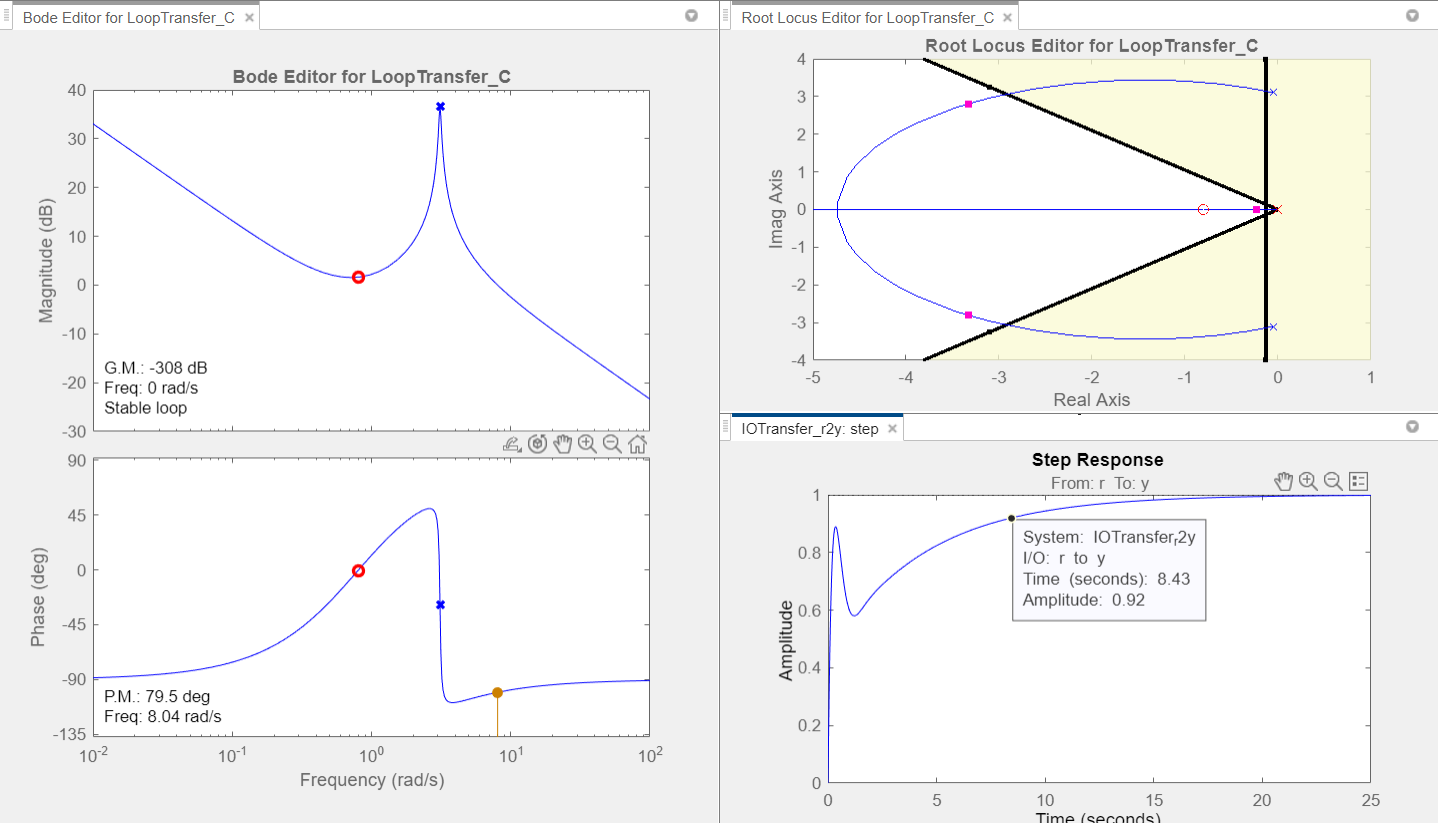 Bode Editor for LoopTransfer_C
Bode Editor for LoopTransfer_C
40
30
20
10
0
-10
-20
-30
Magnitude (dB)
G.M.: -308 dB
Freq: 0 rad/s
Stable loop
90
45
0
-45
-90
-135
Phase (deg)
P.M.: 79.5 deg
Freq: 8.04 rad/s
10-2 10-1 100 101 102
Frequency (rad/s)
Root Locus Editor for LoopTransfer_C
Root Locus Editor for LoopTransfer_C
4
3
2
1
0
-1
-2
-3
-4
Imag Axis
-5 -4 -3 -2 -1 0 1
Real Axis
IOTransfer_r2y: step
Step Response
From: r To: y
1
0.8
0.6
0.4
0.2
0
Amplitude
System: IOTransferr2y
I/O: r to y
Time (seconds): 8.43
Amplitude: 0.92
0 5 10 15 20 25
Time (seconds)